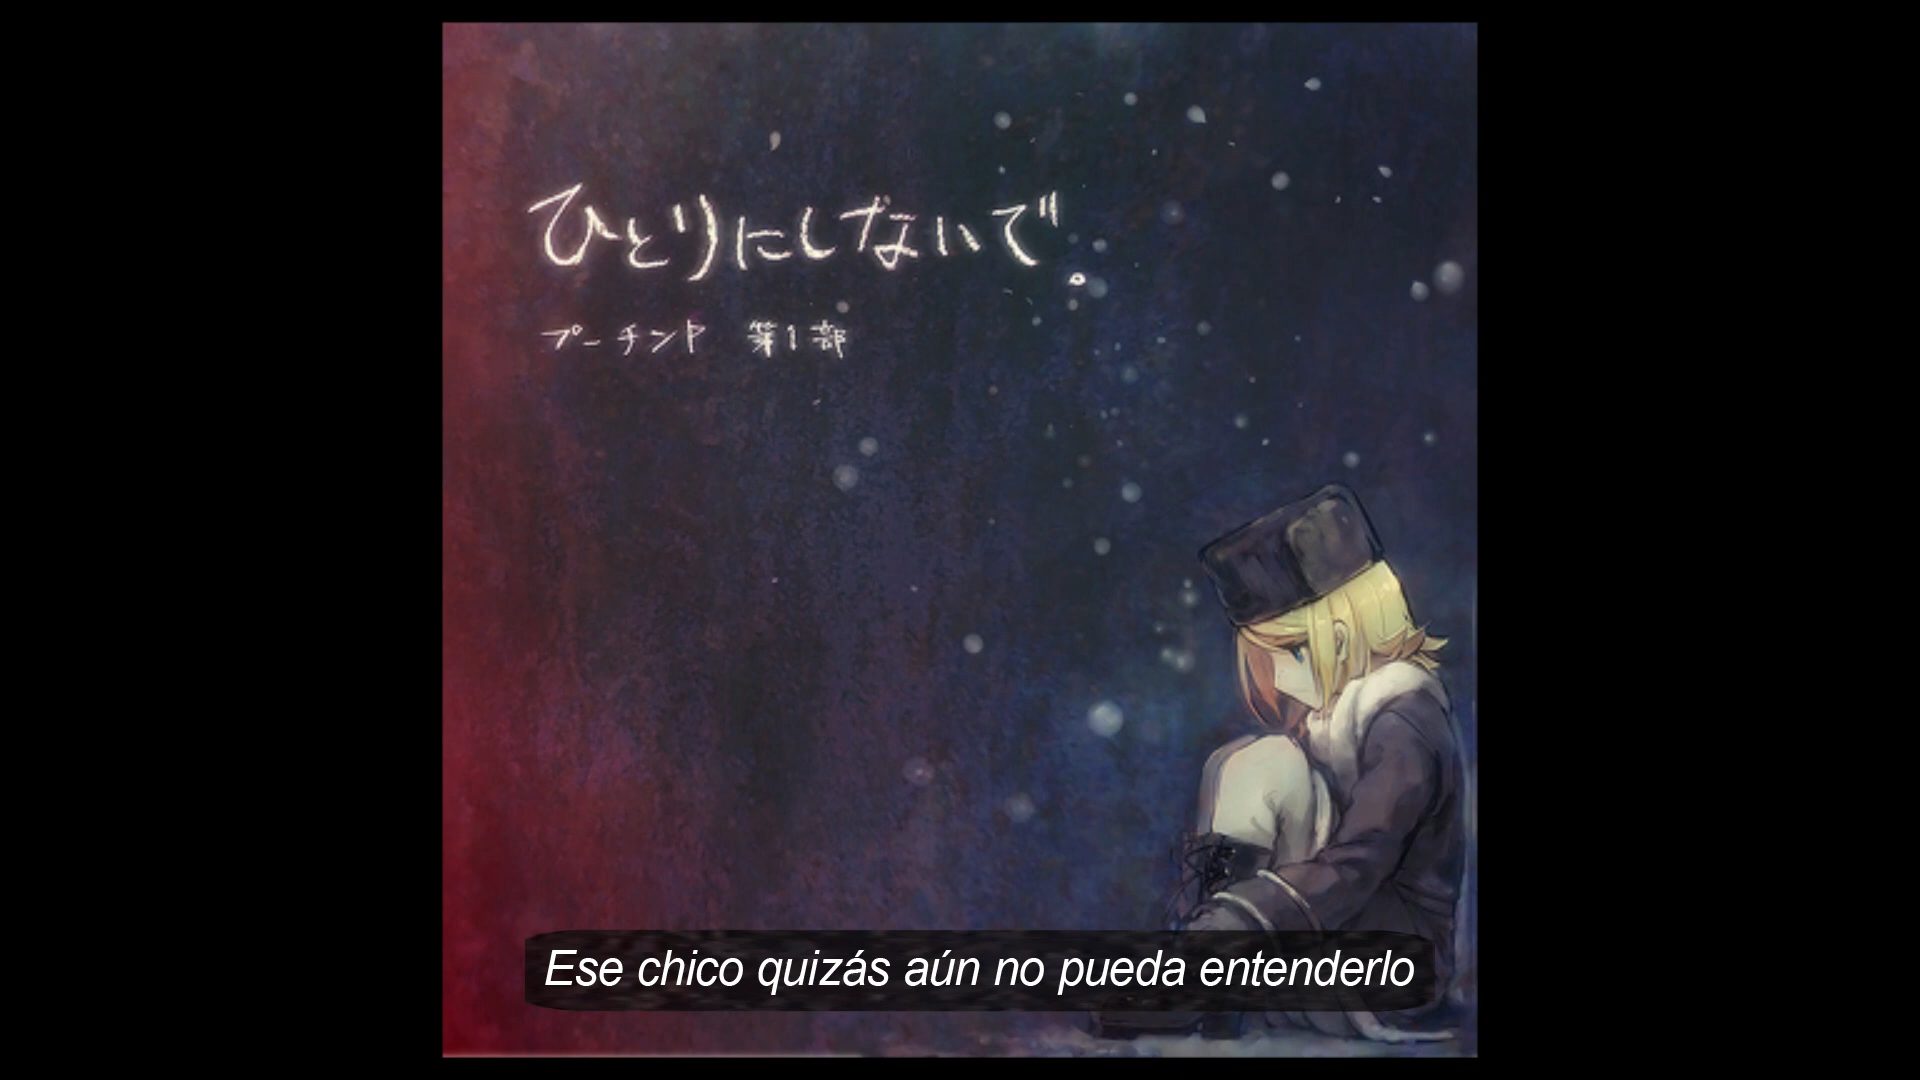 ひとりにしないで。
プーチンP 第1部
Ese chico quizás aún no pueda entenderlo